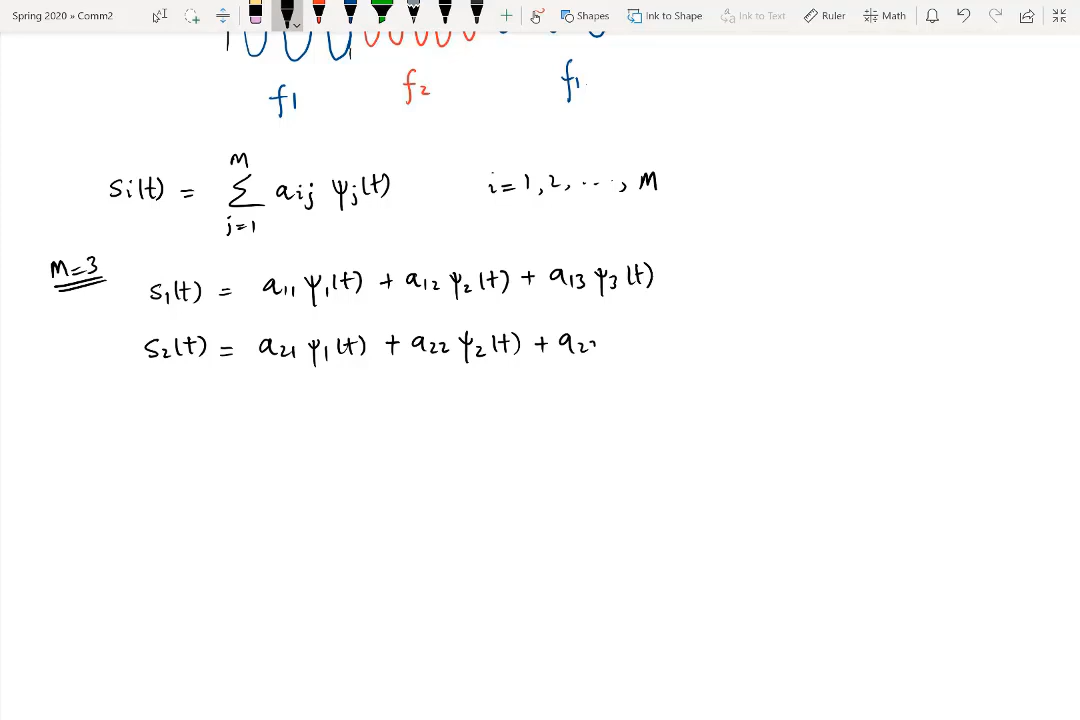 Spring 2020 » Comm2
Shapes Ink to Shape Ink to Text Ruler Math
f1 f2 f1
si(t) = M Σ j=1 aij ψj(t) i=1,2,...,M
M=3
s1(t) = a11 ψ1(t) + a12 ψ2(t) + a13 ψ3(t)
s2(t) = a21 ψ1(t) + a22 ψ2(t) + a2